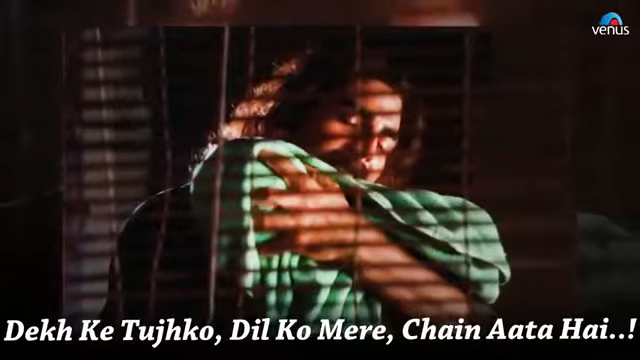 venus
Dekh Ke Tujhko, Dil Ko Mere, Chain Aata Hai..!